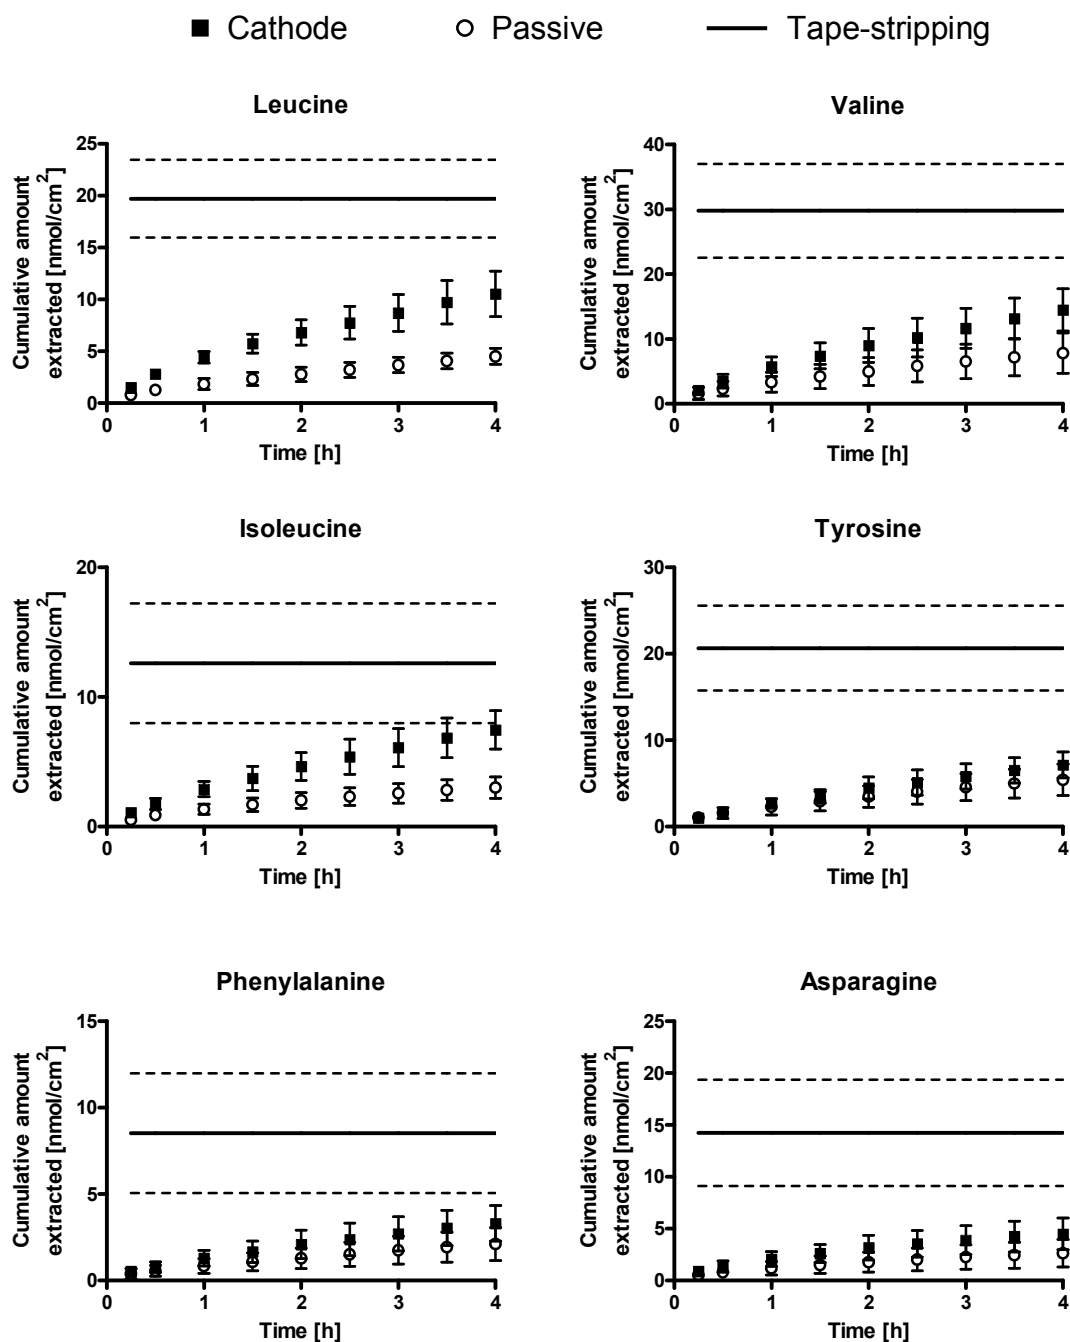 Cathode Passive Tape-stripping
Leucine
Cumulative amount
extracted [nmol/cm²]
25
20
15
10
5
0
0 1 2 3 4
Time [h]
Valine
Cumulative amount
extracted [nmol/cm²]
40
30
20
10
0
0 1 2 3 4
Time [h]
Isoleucine
Cumulative amount
extracted [nmol/cm²]
20
10
0
0 1 2 3 4
Time [h]
Tyrosine
Cumulative amount
extracted [nmol/cm²]
30
20
10
0
0 1 2 3 4
Time [h]
Phenylalanine
Cumulative amount
extracted [nmol/cm²]
15
10
5
0
0 1 2 3 4
Time [h]
Asparagine
Cumulative amount
extracted [nmol/cm²]
25
20
15
10
5
0
0 1 2 3 4
Time [h]